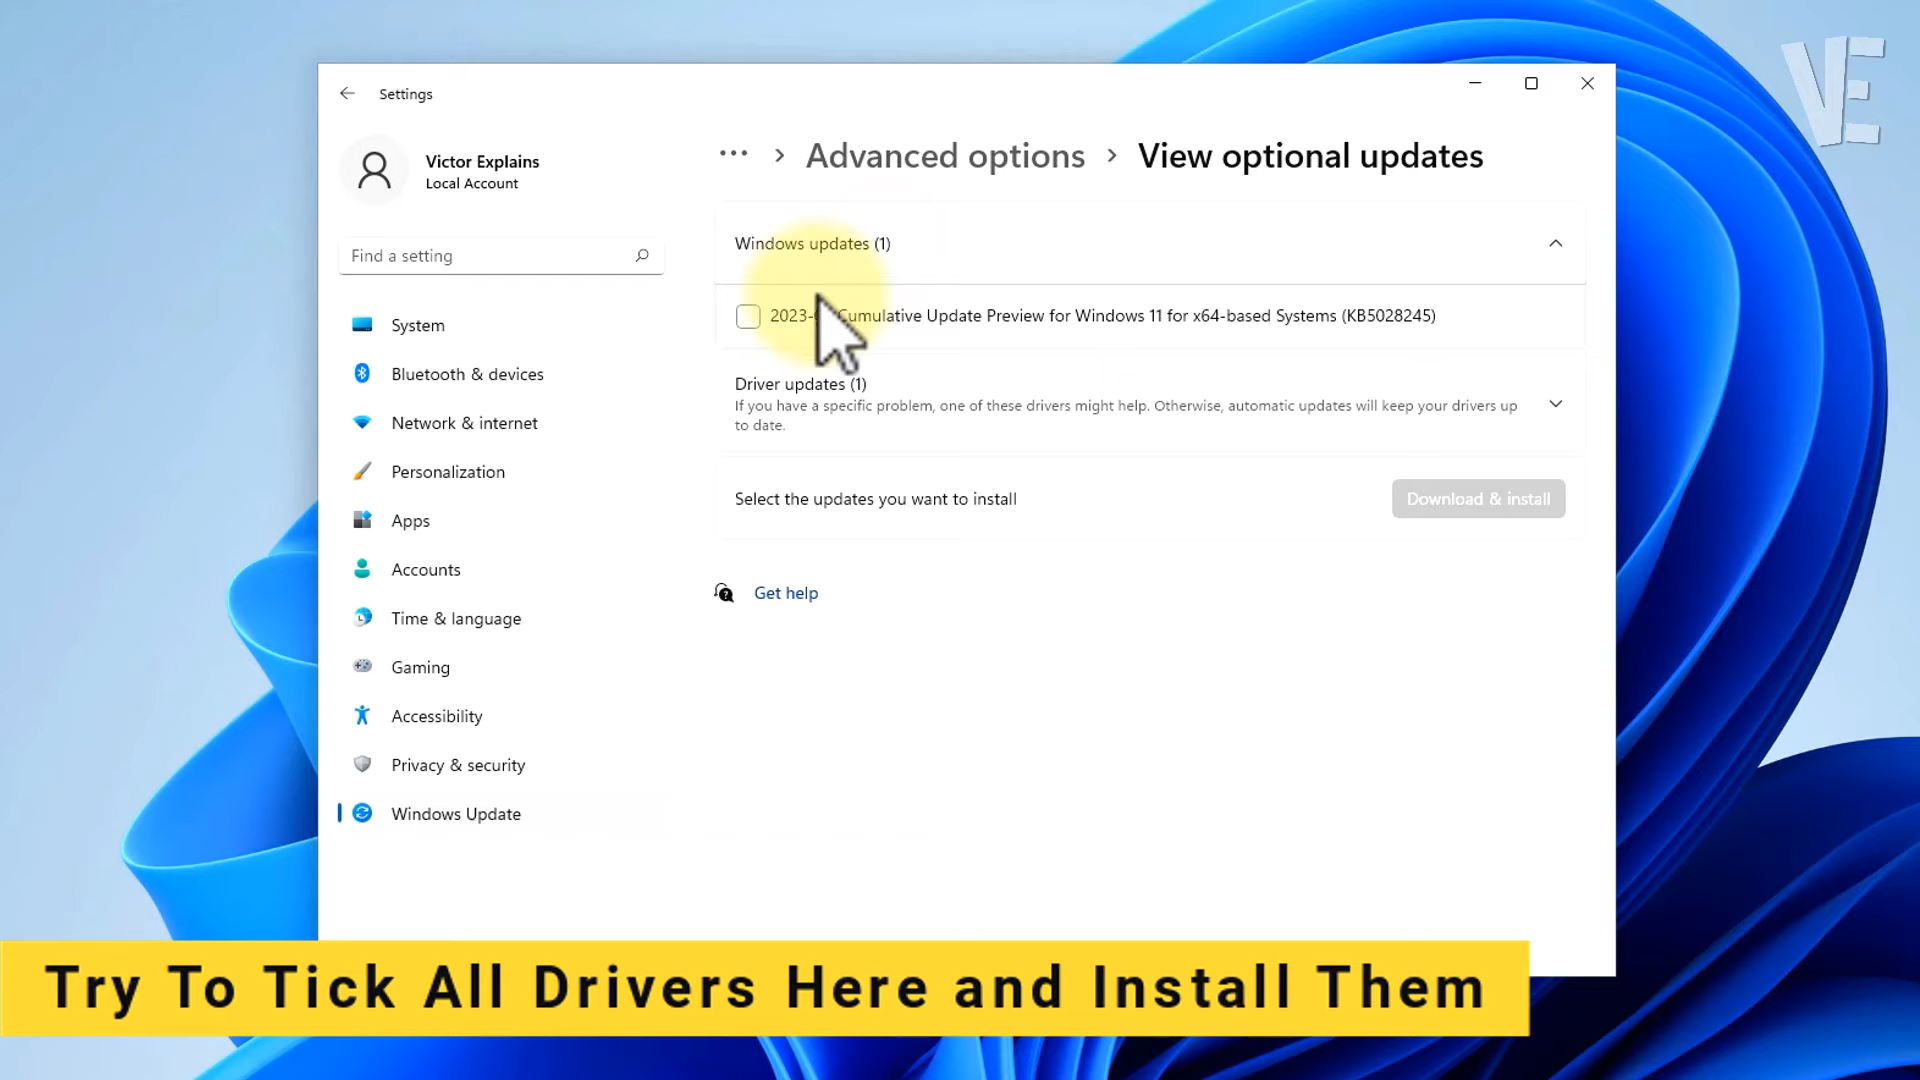 Settings
VE
Victor Explains
Local Account
Find a setting
System
Bluetooth & devices
Network & internet
Personalization
Apps
Accounts
Time & language
Gaming
Accessibility
Privacy & security
Windows Update
... > Advanced options > View optional updates
Windows updates (1)
2023- Cumulative Update Preview for Windows 11 for x64-based Systems (KB5028245)
Driver updates (1)
If you have a specific problem, one of these drivers might help. Otherwise, automatic updates will keep your drivers up
to date.
Select the updates you want to install
Download & install
Get help
Try To Tick All Drivers Here and Install Them